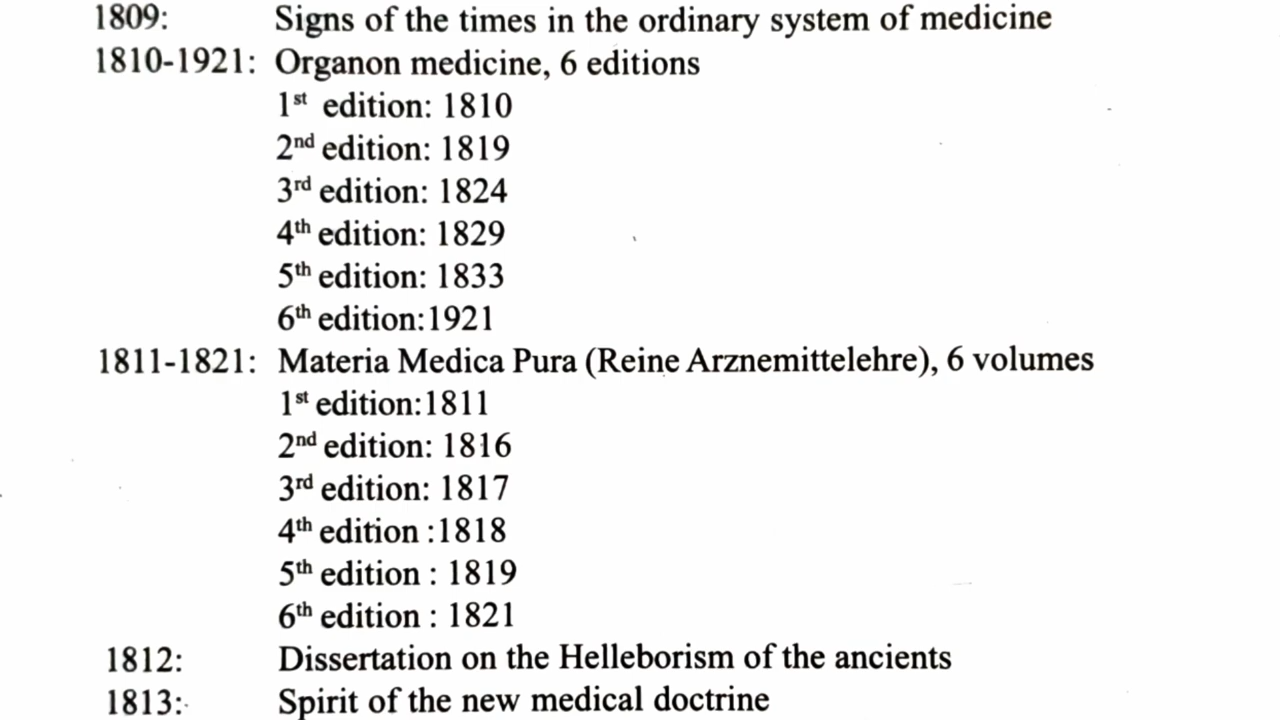 1809: Signs of the times in the ordinary system of medicine
1810-1921: Organon medicine, 6 editions
1st edition: 1810
2nd edition: 1819
3rd edition: 1824
4th edition: 1829
5th edition: 1833
6th edition:1921
1811-1821: Materia Medica Pura (Reine Arznemittelehre), 6 volumes
1st edition:1811
2nd edition: 1816
3rd edition: 1817
4th edition :1818
5th edition : 1819
6th edition : 1821
1812: Dissertation on the Helleborism of the ancients
1813: Spirit of the new medical doctrine